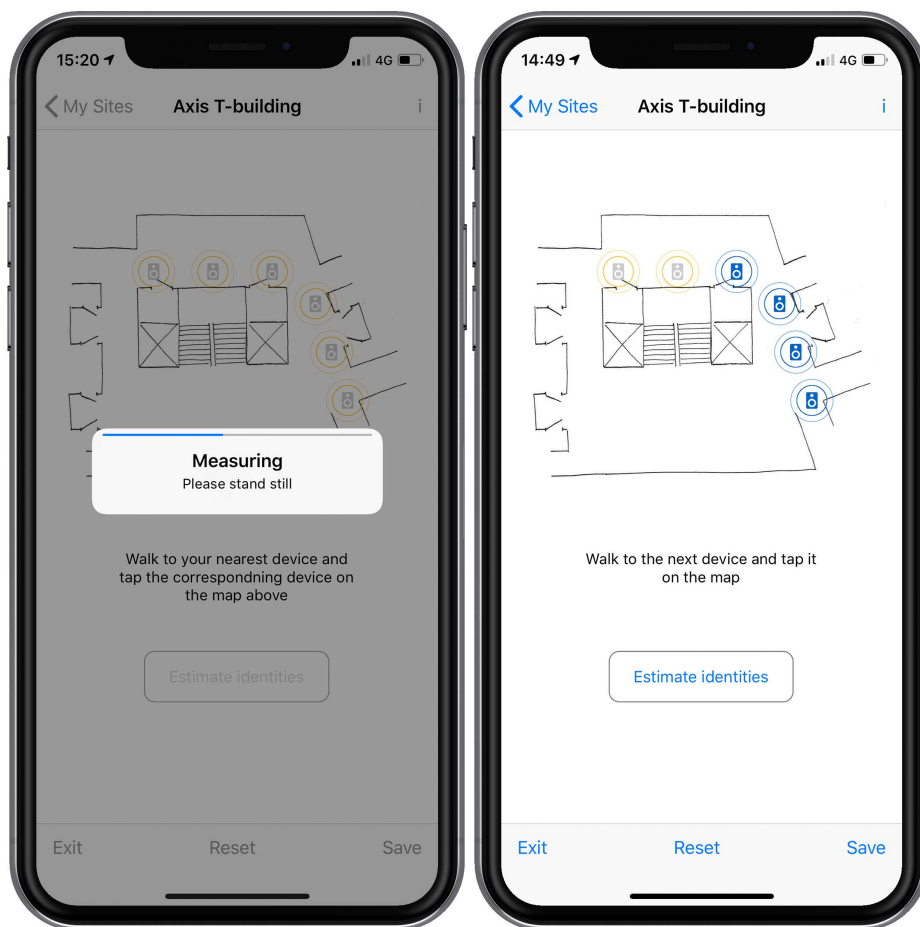 15:20
4G
My Sites
Axis T-building
i
Measuring
Please stand still
Walk to your nearest device and
tap the correspondning device on
the map above
Estimate identities
Exit
Reset
Save
14:49
4G
My Sites
Axis T-building
i
Walk to the next device and tap it
on the map
Estimate identities
Exit
Reset
Save